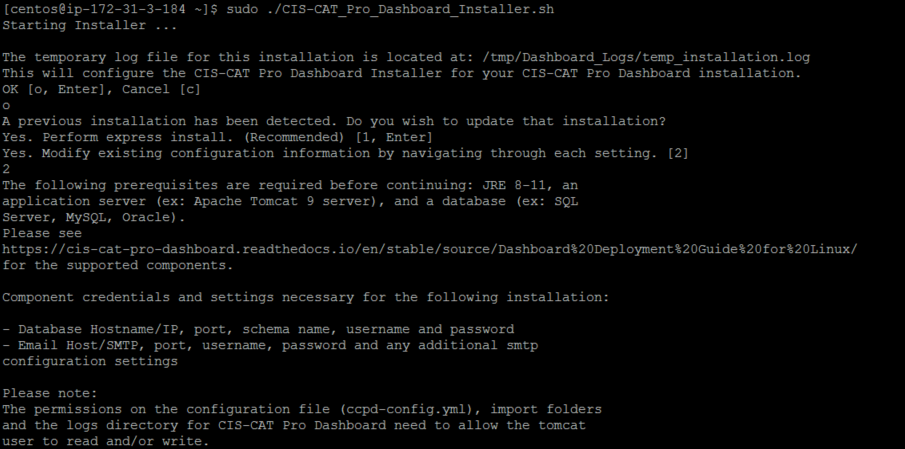 [centos@ip-172-31-3-184 ~]$ sudo ./CIS-CAT_Pro_Dashboard_Installer.sh
Starting Installer ...
The temporary log file for this installation is located at: /tmp/Dashboard_Logs/temp_installation.log
This will configure the CIS-CAT Pro Dashboard Installer for your CIS-CAT Pro Dashboard installation.
OK [o, Enter], Cancel [c]
o
A previous installation has been detected. Do you wish to update that installation?
Yes. Perform express install. (Recommended) [1, Enter]
Yes. Modify existing configuration information by navigating through each setting. [2]
2
The following prerequisites are required before continuing: JRE 8-11, an
application server (ex: Apache Tomcat 9 server), and a database (ex: SQL
Server, MySQL, Oracle).
Please see
https://cis-cat-pro-dashboard.readthedocs.io/en/stable/source/Dashboard%20Deployment%20Guide%20for%20Linux/
for the supported components.
Component credentials and settings necessary for the following installation:
- Database Hostname/IP, port, schema name, username and password
- Email Host/SMTP, port, username, password and any additional smtp
configuration settings
Please note:
The permissions on the configuration file (ccpd-config.yml), import folders
and the logs directory for CIS-CAT Pro Dashboard need to allow the tomcat
user to read and/or write.